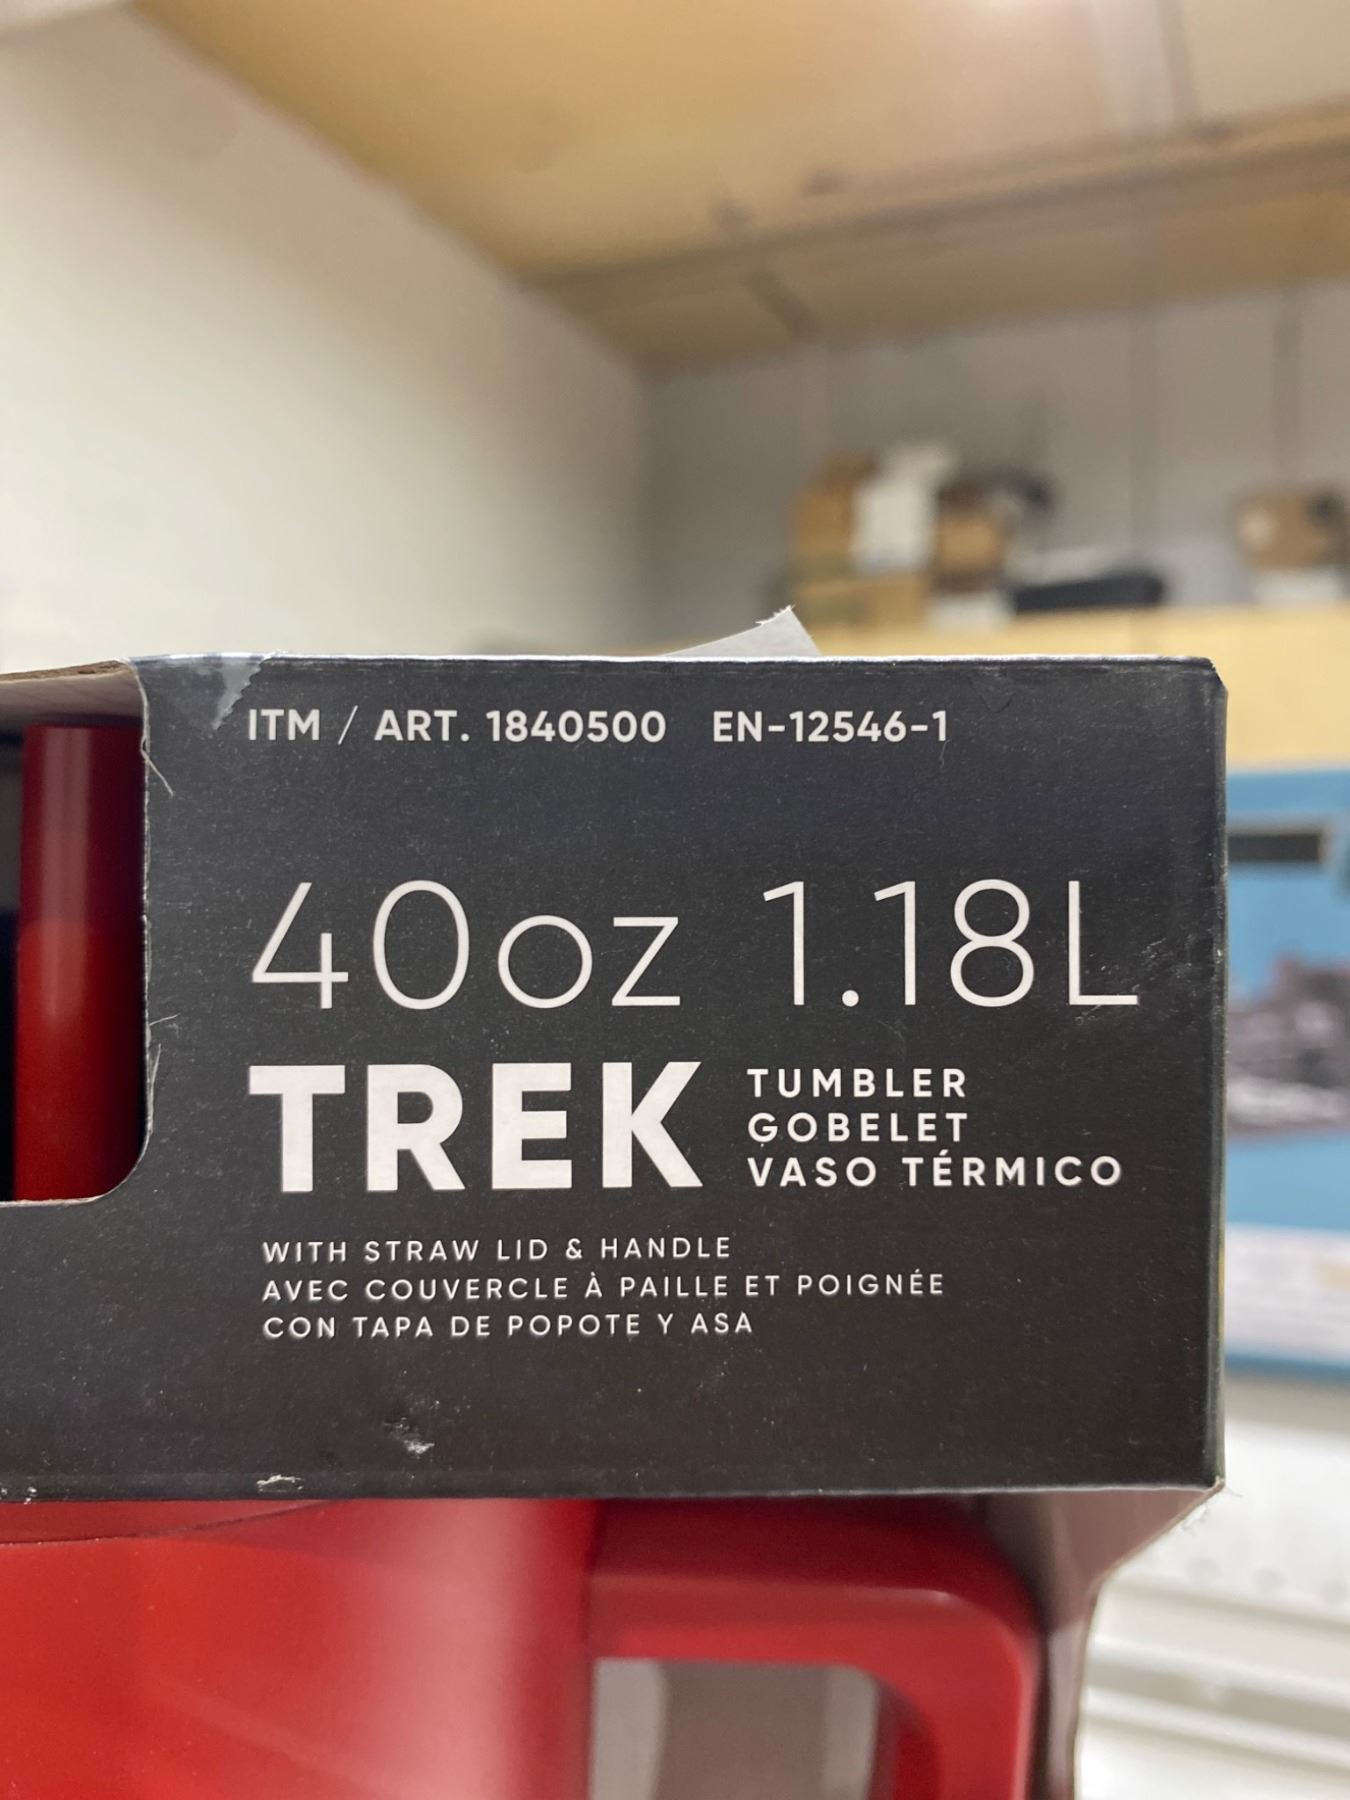 ITM / ART. 1840500 EN-12546-1
40oz 1.18L
TREK
TUMBLER
GOBELET
VASO TÉRMICO
WITH STRAW LID & HANDLE
AVEC COUVERCLE À PAILLE ET POIGNÉE
CON TAPA DE POPOTE Y ASA